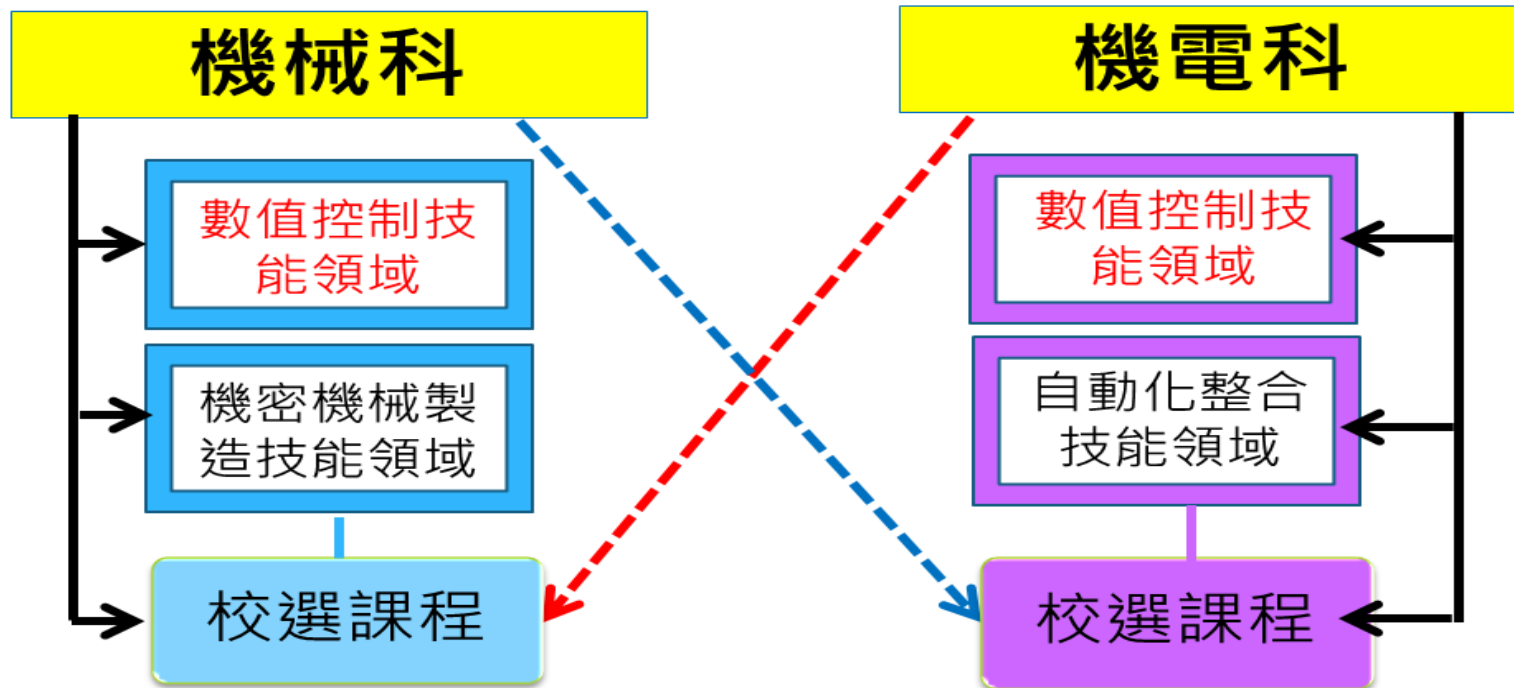 機械科
數值控制技
能領域
機密機械製
造技能領域
校選課程
機電科
數值控制技
能領域
自動化整合
技能領域
校選課程